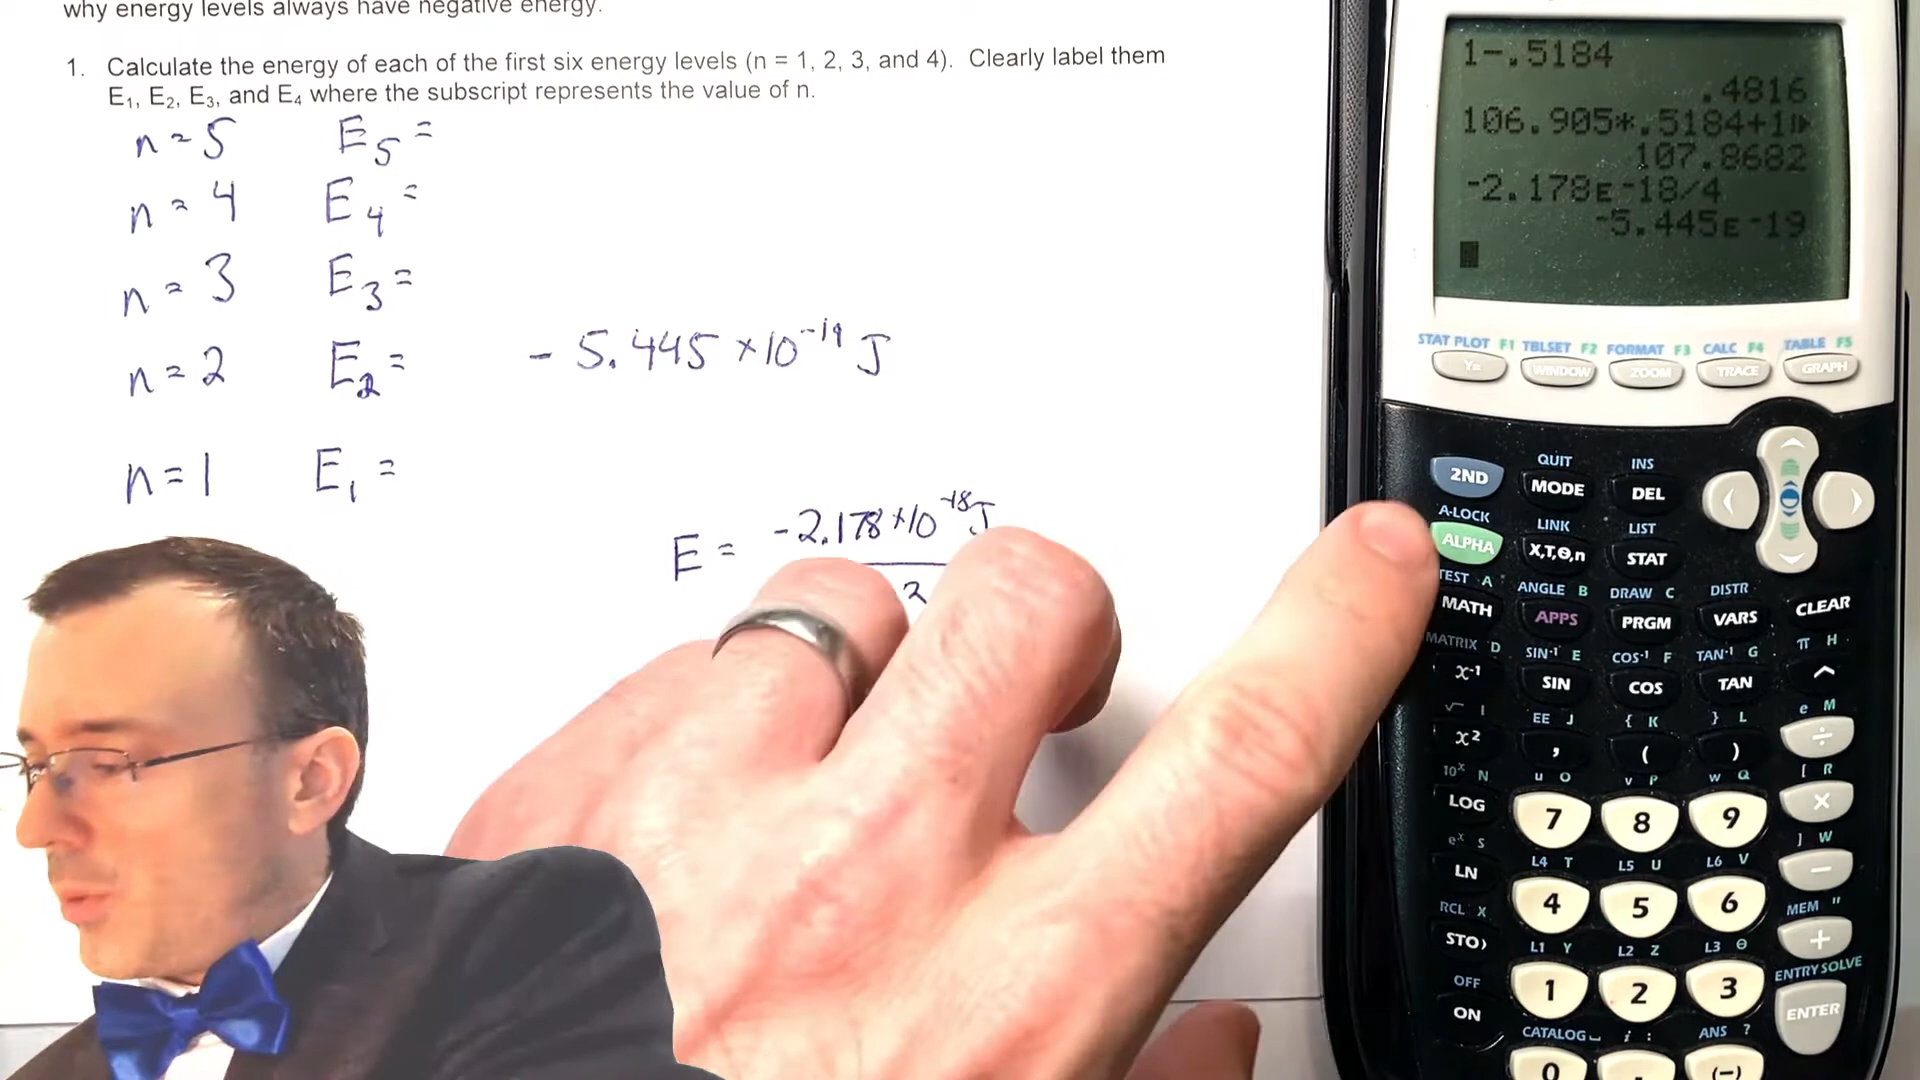 why energy levels always have negative energy.
1. Calculate the energy of each of the first six energy levels (n = 1, 2, 3, and 4). Clearly label them
E₁, E₂, E₃, and E₄ where the subscript represents the value of n.
n = 5 E₅ =
n = 4 E₄ =
n = 3 E₃ =
n = 2 E₂ = - 5.445 × 10⁻¹⁹ J
n = 1 E₁ =
E = -2.178 × 10⁻¹⁸ J
2
1-.5184
.4816
106.905*.5184+1
107.8682
-2.178E-18/4
-5.445E-19
STAT PLOT F1 TBLSET F2 FORMAT F3 CALC F4 TABLE F5
Y= WINDOW ZOOM TRACE GRAPH
QUIT INS
2ND MODE DEL
A-LOCK LINK LIST
ALPHA X,T,Θ,n STAT
TEST A ANGLE B DRAW C DISTR
MATH APPS PRGM VARS CLEAR
MATRIX D SIN⁻¹ E COS⁻¹ F TAN⁻¹ G π H
x⁻¹ SIN COS TAN ^
√ I EE J { K } L e M
x² , ( ) ÷
10ˣ N u O v P w Q [ R
LOG 7 8 9 ×
eˣ S L4 T L5 U L6 V ] W
LN 4 5 6 −
RCL X L1 Y L2 Z L3 θ MEM "
STO› 1 2 3 +
OFF CATALOG i : ANS ? ENTRY SOLVE
ON 0 . (−) ENTER